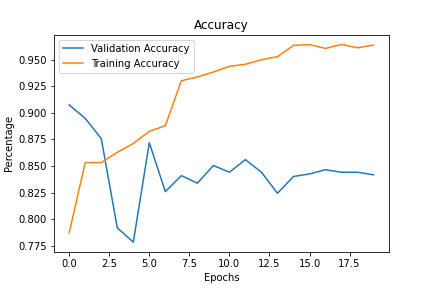 Accuracy
Validation Accuracy
Training Accuracy
Percentage
0.950
0.925
0.900
0.875
0.850
0.825
0.800
0.775
0.0 2.5 5.0 7.5 10.0 12.5 15.0 17.5
Epochs